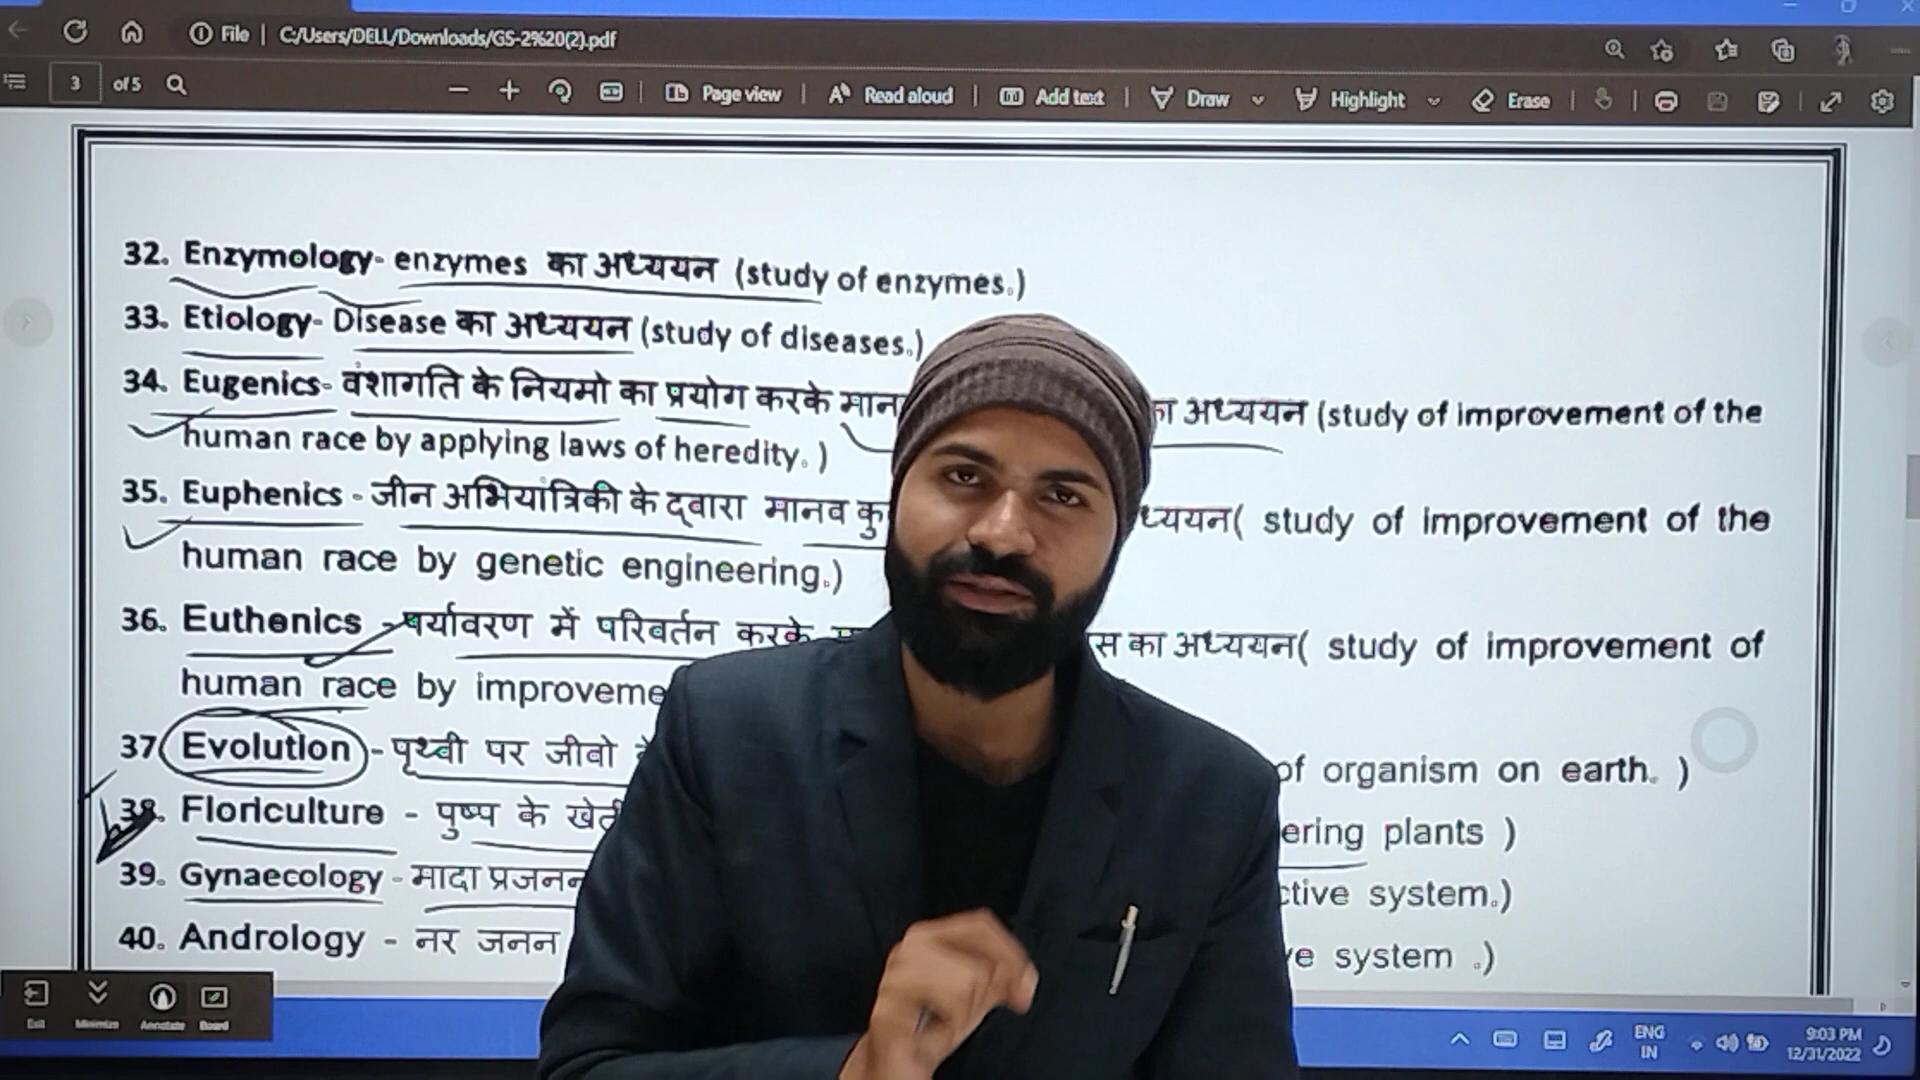 File | C:/Users/DELL/Downloads/GS-2%20(2).pdf
3 of 5 Page view | Read aloud | Add text | Draw Highlight Erase
32. Enzymology- enzymes का अध्ययन (study of enzymes.)
33. Etiology- Disease का अध्ययन (study of diseases.)
34. Eugenics- वंशागति के नियमो का प्रयोग करके मान का अध्ययन (study of improvement of the
human race by applying laws of heredity. )
35. Euphenics - जीन अभियांत्रिकी के द्वारा मानव कु ध्ययन( study of improvement of the
human race by genetic engineering.)
36. Euthenics - पर्यावरण में परिवर्तन करके स का अध्ययन( study of improvement of
human race by improveme
37 Evolution - पृथ्वी पर जीवो of organism on earth. )
38. Floriculture - पुष्प के खेती ering plants )
39. Gynaecology - मादा प्रजनन ctive system.)
40. Andrology - नर जनन ve system .)
Exit Minimize Annotate Board
ENG 9:03 PM
IN 12/31/2022